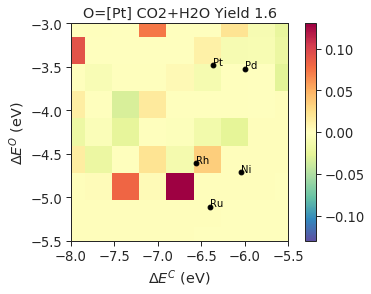 O=[Pt] CO2+H2O Yield 1.6
−3.0
−3.5
−4.0
−4.5
−5.0
−5.5
ΔE^O (eV)
Pt
Pd
Rh
Ni
Ru
−8.0 −7.5 −7.0 −6.5 −6.0 −5.5
ΔE^C (eV)
0.10
0.05
0.00
−0.05
−0.10